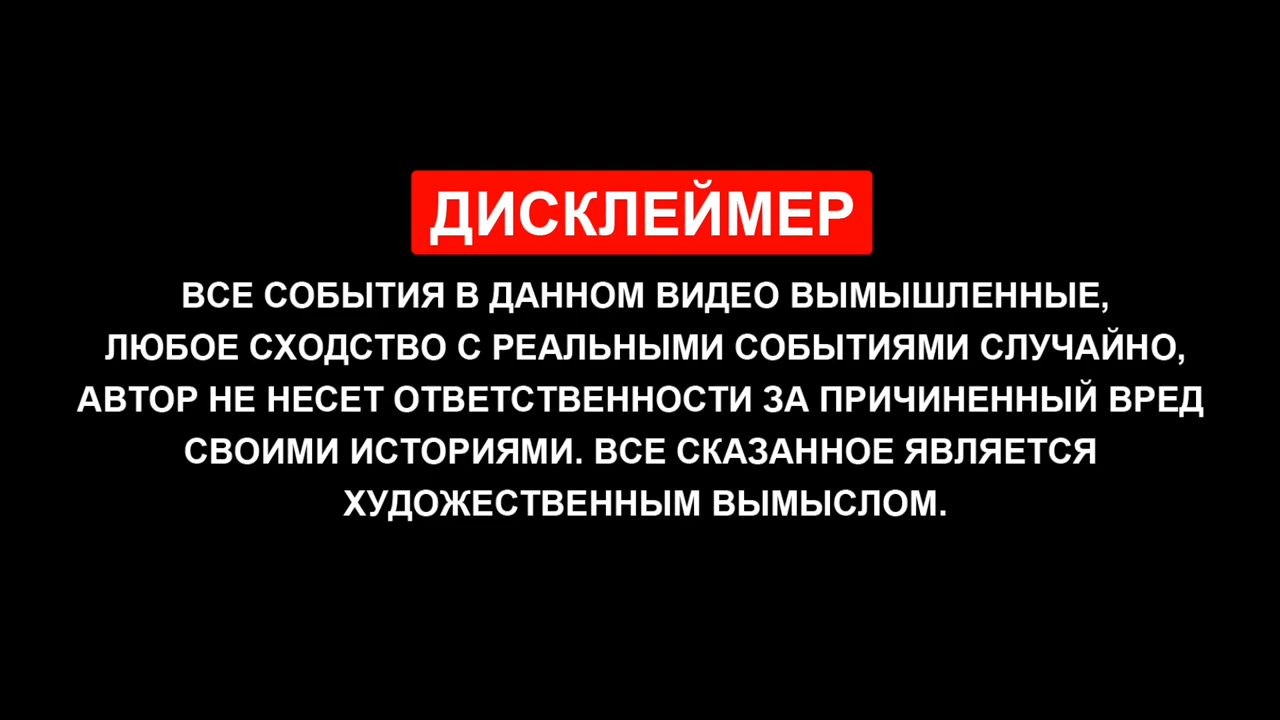 ДИСКЛЕЙМЕР
ВСЕ СОБЫТИЯ В ДАННОМ ВИДЕО ВЫМЫШЛЕННЫЕ,
ЛЮБОЕ СХОДСТВО С РЕАЛЬНЫМИ СОБЫТИЯМИ СЛУЧАЙНО,
АВТОР НЕ НЕСЕТ ОТВЕТСТВЕННОСТИ ЗА ПРИЧИНЕННЫЙ ВРЕД
СВОИМИ ИСТОРИЯМИ. ВСЕ СКАЗАННОЕ ЯВЛЯЕТСЯ
ХУДОЖЕСТВЕННЫМ ВЫМЫСЛОМ.